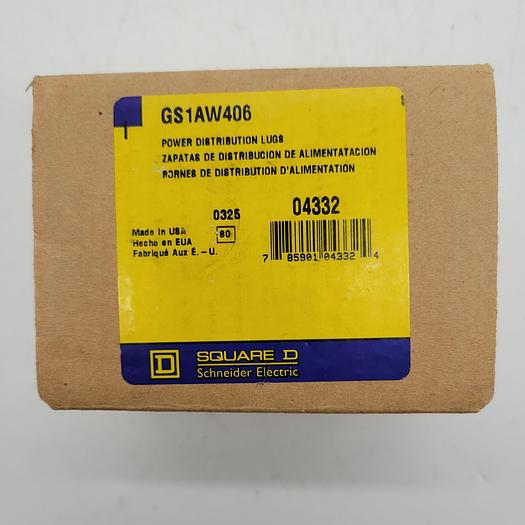 GS1AW406
POWER DISTRIBUTION LUGS
ZAPATAS DE DISTRIBUCION DE ALIMENTATACION
BORNES DE DISTRIBUTION D'ALIMENTATION
0325 04332
Made in USA
Hecho en EUA 80
Fabriqué Aux É. - U.
7 85901 04332 4
D SQUARE D
Schneider Electric